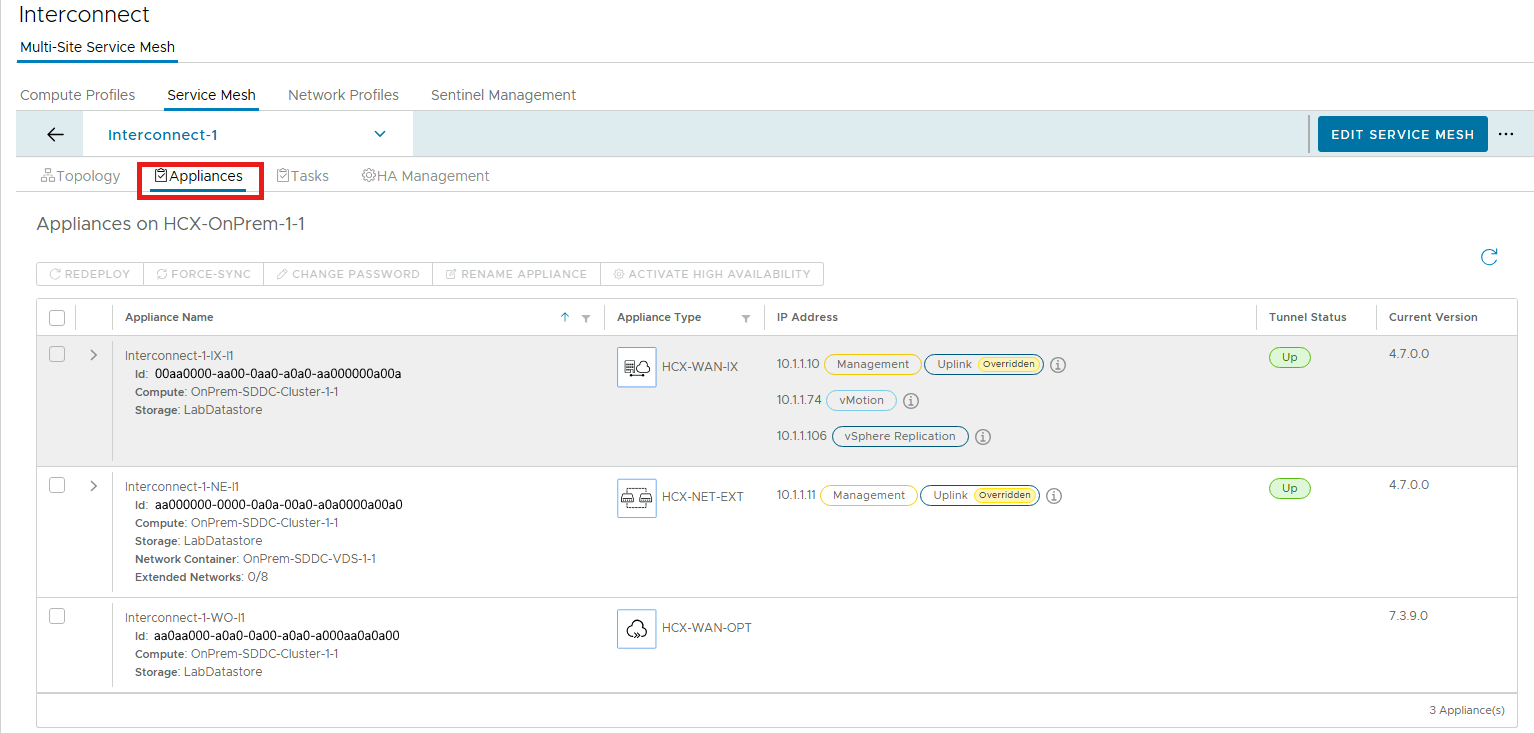 Interconnect
Multi-Site Service Mesh
Compute Profiles Service Mesh Network Profiles Sentinel Management
Interconnect-1 EDIT SERVICE MESH ...
Topology Appliances Tasks HA Management
Appliances on HCX-OnPrem-1-1
REDEPLOY FORCE-SYNC CHANGE PASSWORD RENAME APPLIANCE ACTIVATE HIGH AVAILABILITY
Appliance Name Appliance Type IP Address Tunnel Status Current Version
Interconnect-1-IX-I1
Id: 00aa0000-aa00-0aa0-a0a0-aa000000a00a
Compute: OnPrem-SDDC-Cluster-1-1
Storage: LabDatastore
HCX-WAN-IX
10.1.1.10 Management Uplink Overridden
10.1.1.74 vMotion
10.1.1.106 vSphere Replication
Up
4.7.0.0
Interconnect-1-NE-I1
Id: aa000000-0000-0a0a-00a0-a0a0000a00a0
Compute: OnPrem-SDDC-Cluster-1-1
Storage: LabDatastore
Network Container: OnPrem-SDDC-VDS-1-1
Extended Networks: 0/8
HCX-NET-EXT
10.1.1.11 Management Uplink Overridden
Up
4.7.0.0
Interconnect-1-WO-I1
Id: aa0aa000-a0a0-0a00-a0a0-a000aa0a0a00
Compute: OnPrem-SDDC-Cluster-1-1
Storage: LabDatastore
HCX-WAN-OPT
7.3.9.0
3 Appliance(s)